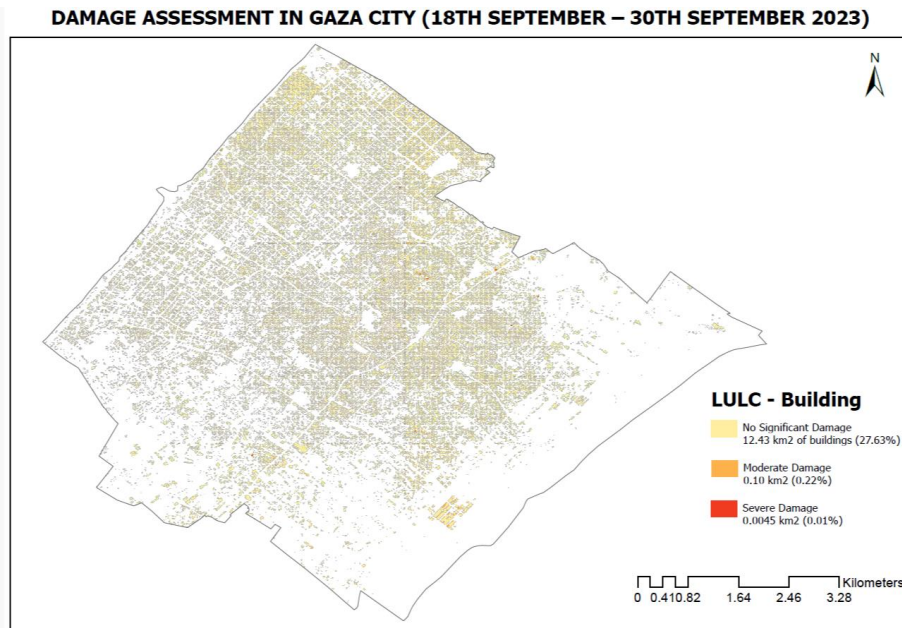 DAMAGE ASSESSMENT IN GAZA CITY (18TH SEPTEMBER – 30TH SEPTEMBER 2023)
N
LULC - Building
No Significant Damage
12.43 km2 of buildings (27.63%)
Moderate Damage
0.10 km2 (0.22%)
Severe Damage
0.0045 km2 (0.01%)
Kilometers
0 0.410.82 1.64 2.46 3.28